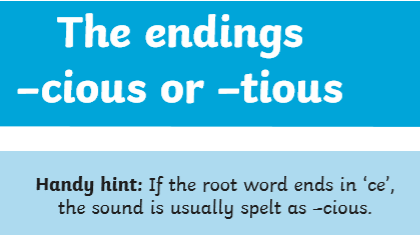 The endings
–cious or –tious
Handy hint: If the root word ends in ‘ce’,
the sound is usually spelt as –cious.